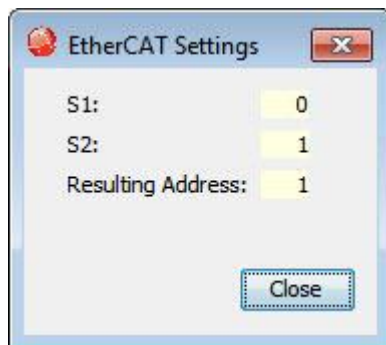 EtherCAT Settings
S1: 0
S2: 1
Resulting Address: 1
Close